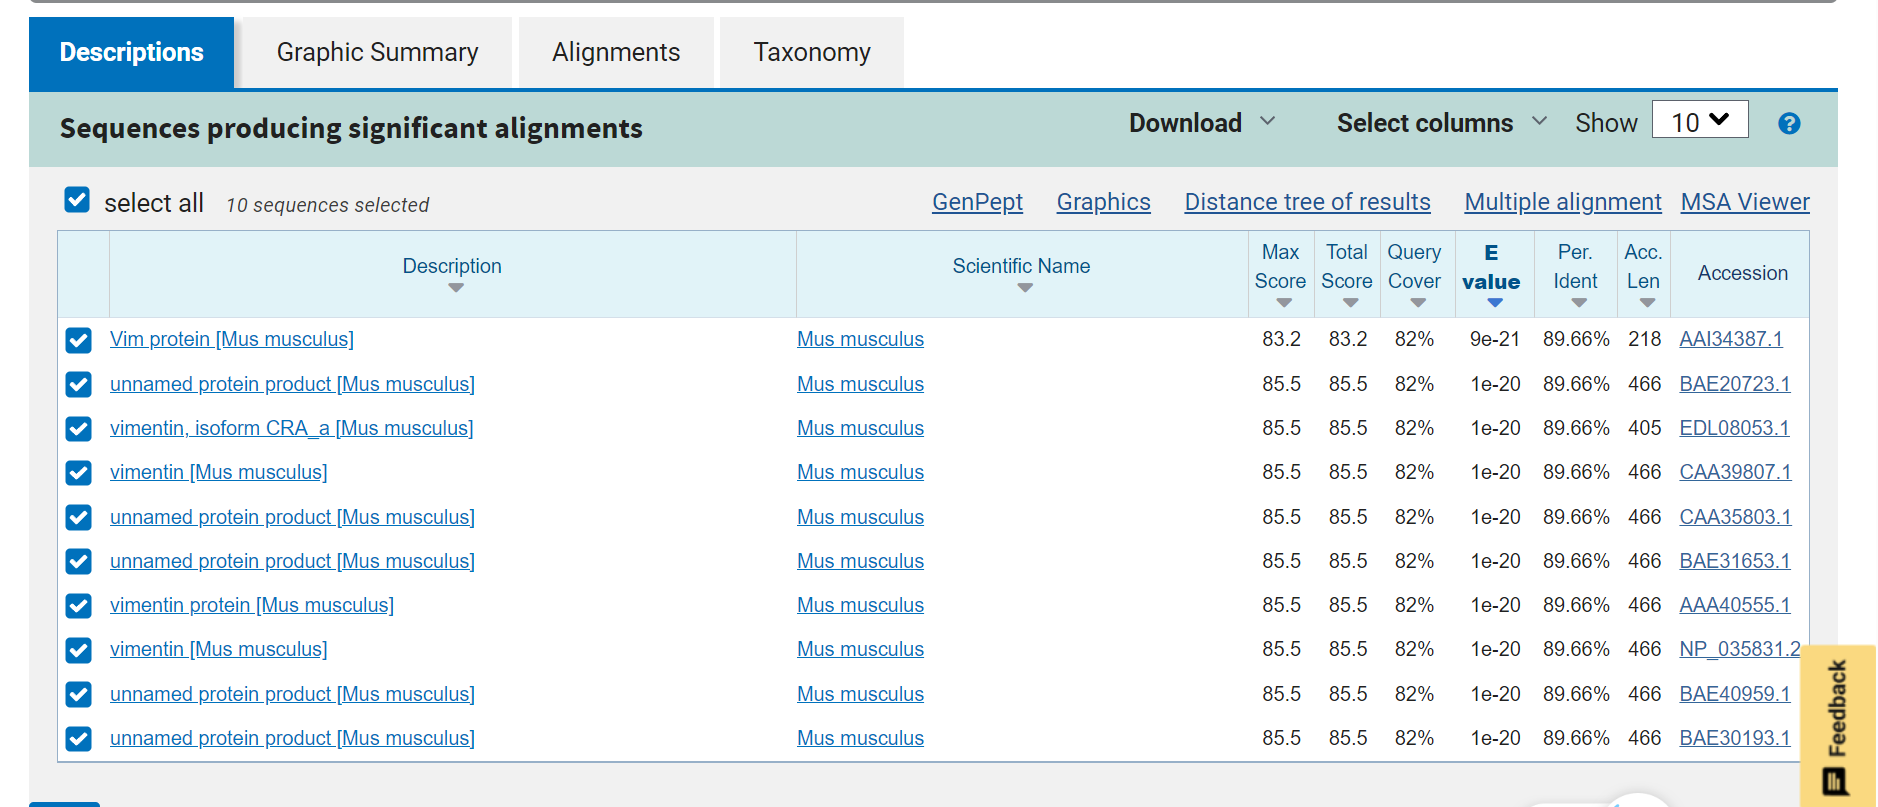 Descriptions Graphic Summary Alignments Taxonomy
Sequences producing significant alignments Download Select columns Show 10 ?
select all 10 sequences selected GenPept Graphics Distance tree of results Multiple alignment MSA Viewer
Description Scientific Name Max Score Total Score Query Cover E value Per. Ident Acc. Len Accession
Vim protein [Mus musculus] Mus musculus 83.2 83.2 82% 9e-21 89.66% 218 AAI34387.1
unnamed protein product [Mus musculus] Mus musculus 85.5 85.5 82% 1e-20 89.66% 466 BAE20723.1
vimentin, isoform CRA_a [Mus musculus] Mus musculus 85.5 85.5 82% 1e-20 89.66% 405 EDL08053.1
vimentin [Mus musculus] Mus musculus 85.5 85.5 82% 1e-20 89.66% 466 CAA39807.1
unnamed protein product [Mus musculus] Mus musculus 85.5 85.5 82% 1e-20 89.66% 466 CAA35803.1
unnamed protein product [Mus musculus] Mus musculus 85.5 85.5 82% 1e-20 89.66% 466 BAE31653.1
vimentin protein [Mus musculus] Mus musculus 85.5 85.5 82% 1e-20 89.66% 466 AAA40555.1
vimentin [Mus musculus] Mus musculus 85.5 85.5 82% 1e-20 89.66% 466 NP_035831.2
unnamed protein product [Mus musculus] Mus musculus 85.5 85.5 82% 1e-20 89.66% 466 BAE40959.1
unnamed protein product [Mus musculus] Mus musculus 85.5 85.5 82% 1e-20 89.66% 466 BAE30193.1
Feedback